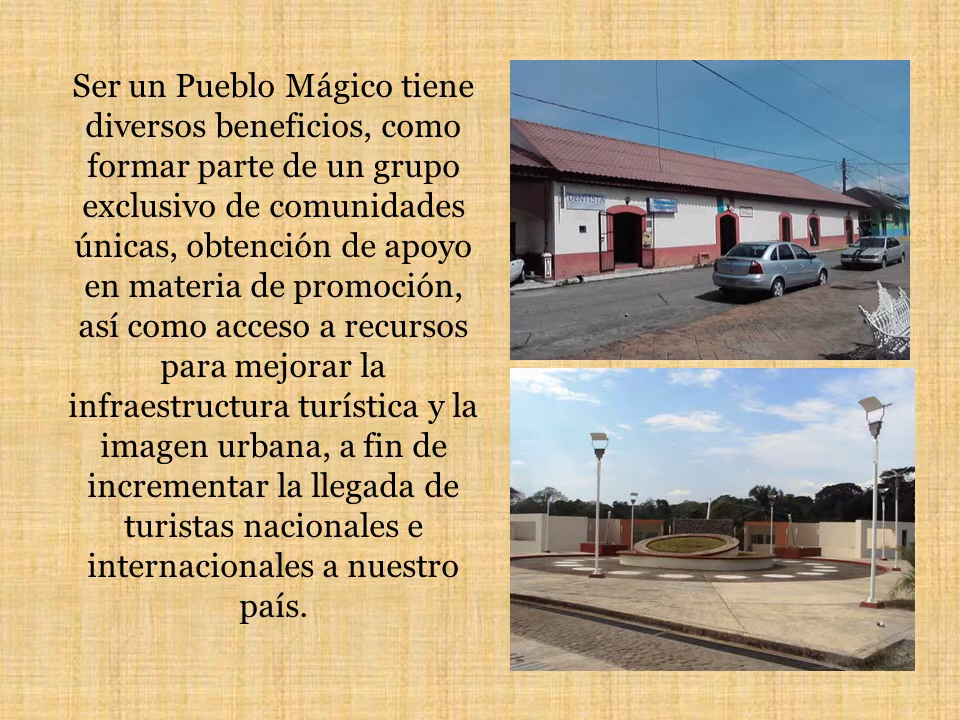 Ser un Pueblo Mágico tiene
diversos beneficios, como
formar parte de un grupo
exclusivo de comunidades
únicas, obtención de apoyo
en materia de promoción,
así como acceso a recursos
para mejorar la
infraestructura turística y la
imagen urbana, a fin de
incrementar la llegada de
turistas nacionales e
internacionales a nuestro
país.
DENTISTA